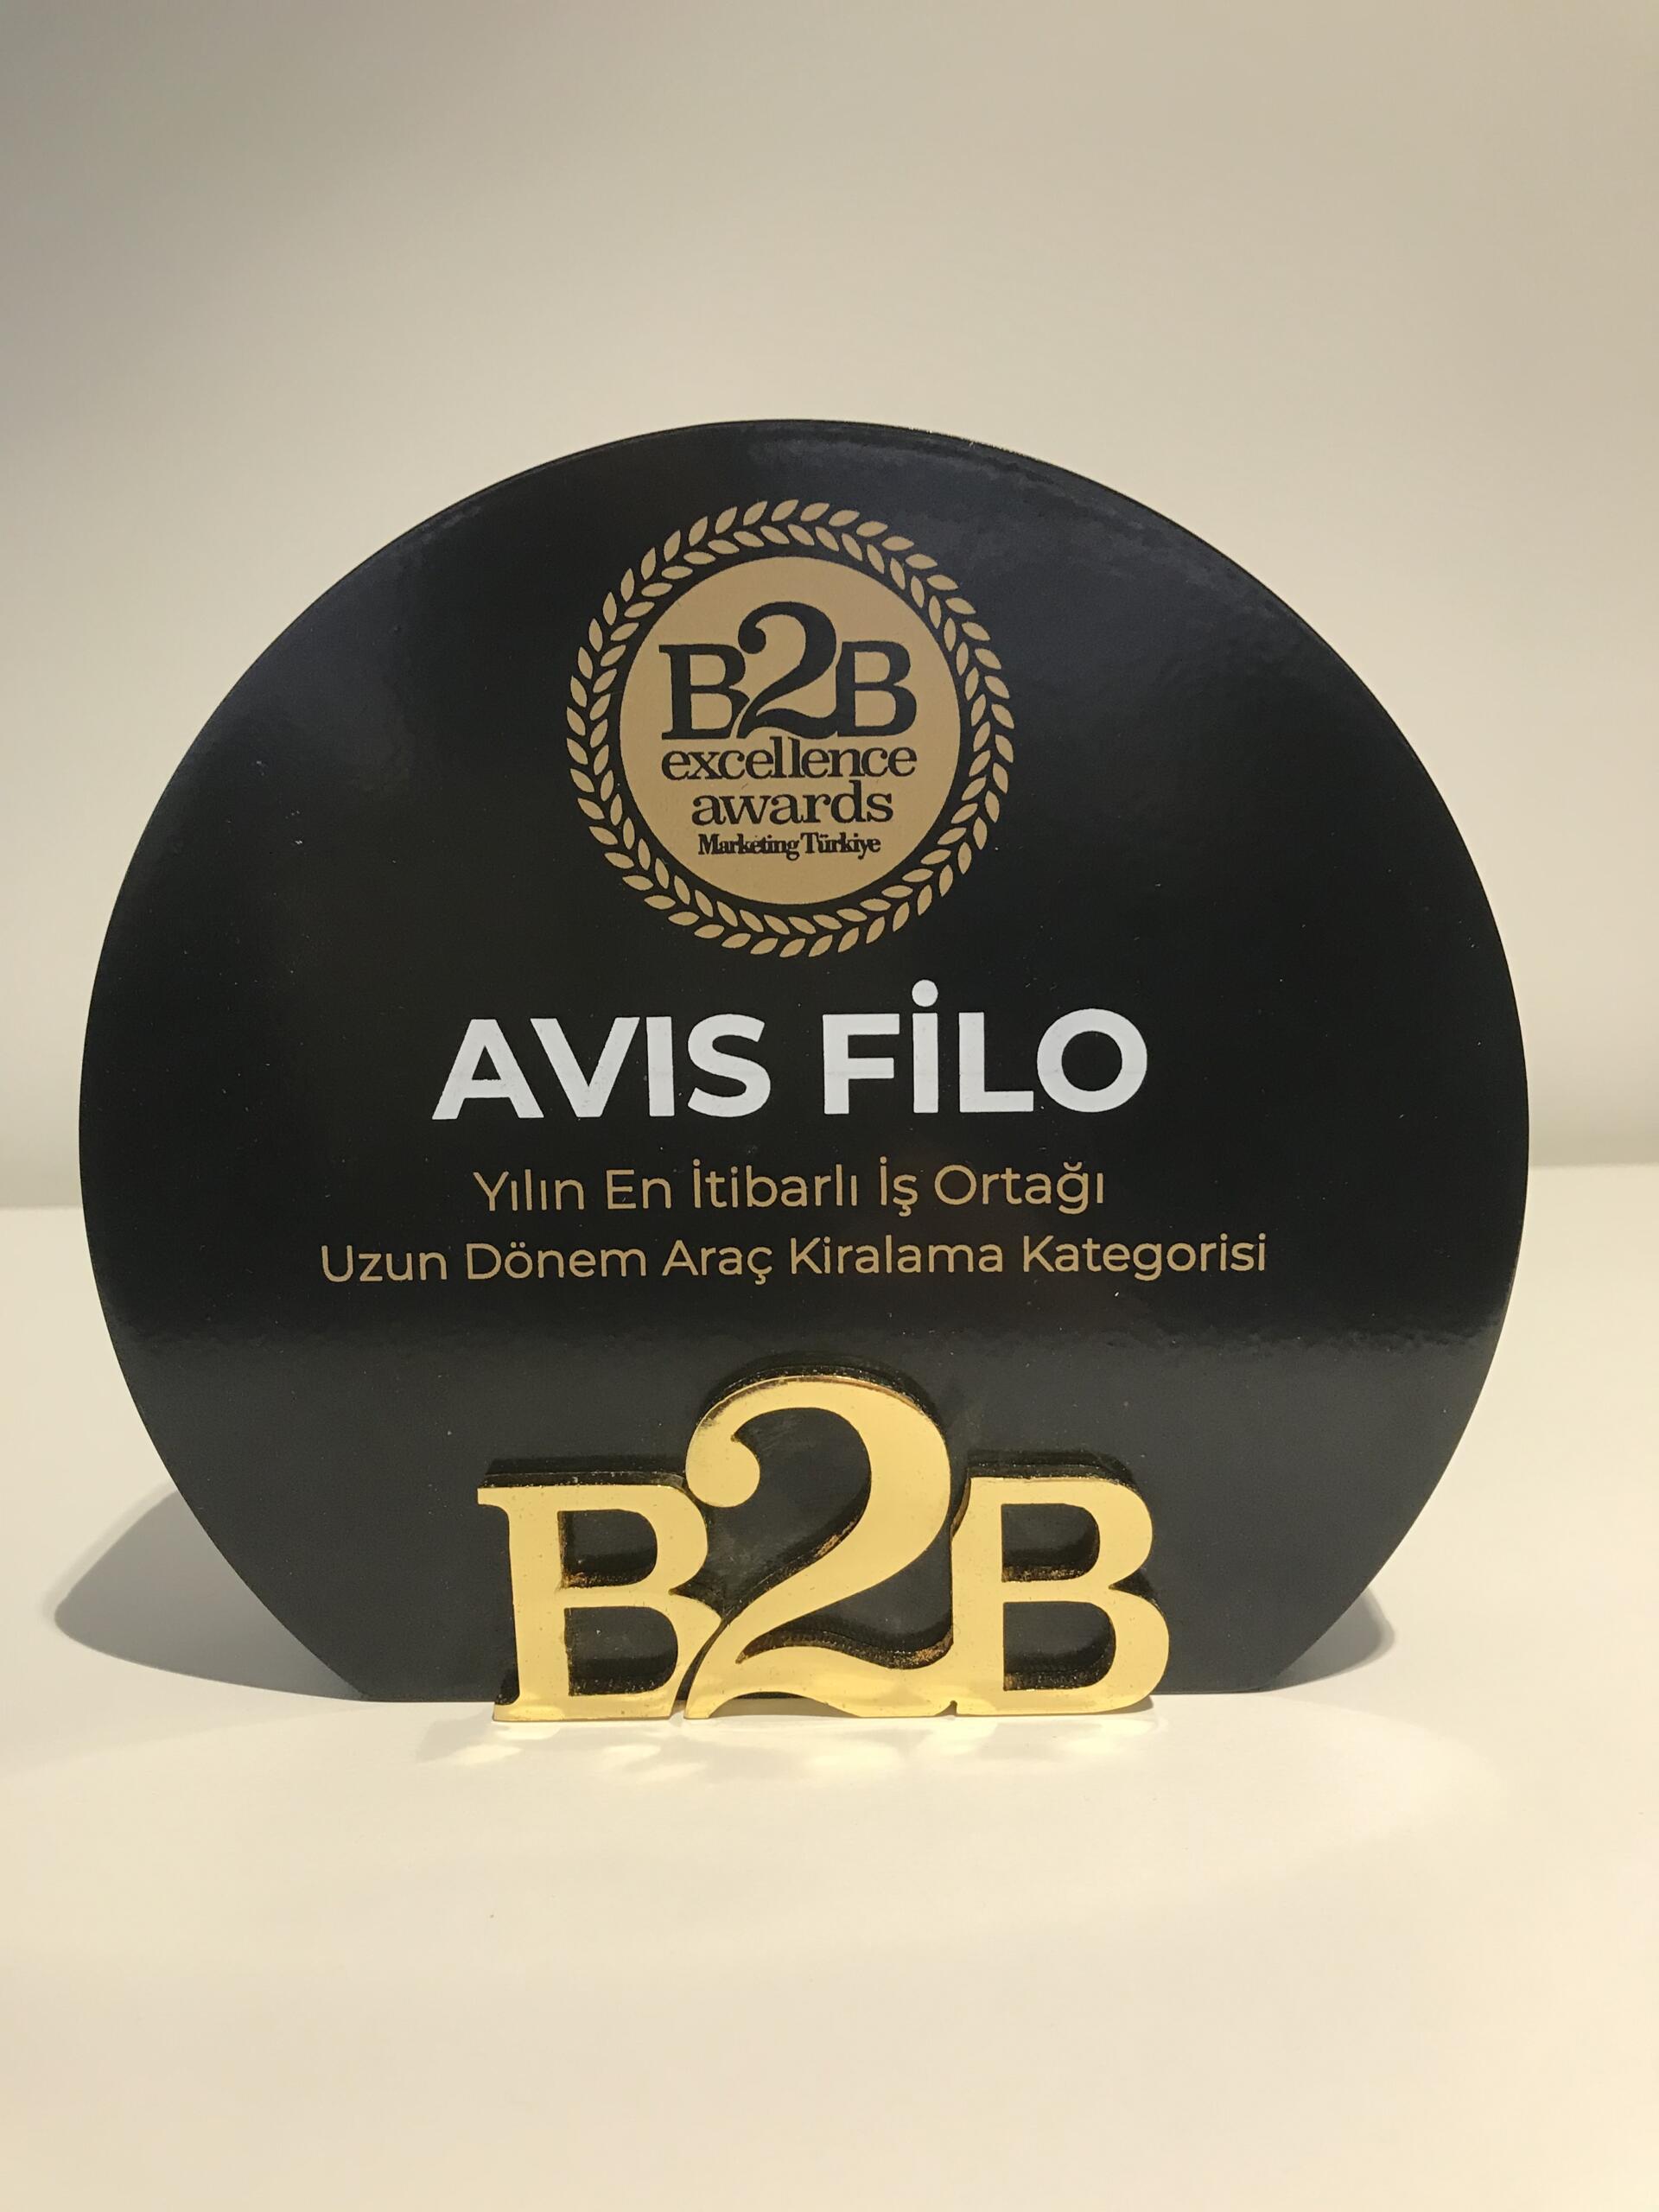 B2B
excellence
awards
Marketing Türkiye
AVIS FİLO
Yılın En İtibarlı İş Ortağı
Uzun Dönem Araç Kiralama Kategorisi
B2B